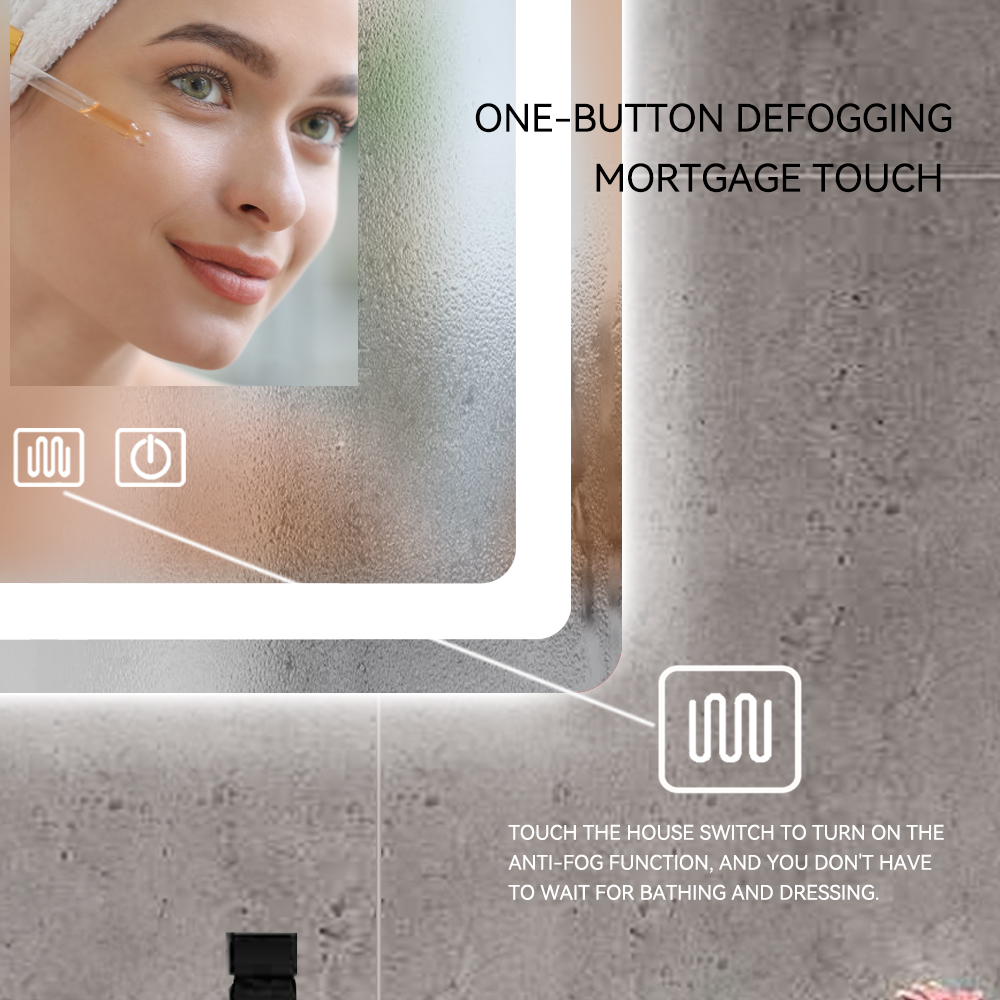 ONE-BUTTON DEFOGGING
MORTGAGE TOUCH
TOUCH THE HOUSE SWITCH TO TURN ON THE
ANTI-FOG FUNCTION, AND YOU DON'T HAVE
TO WAIT FOR BATHING AND DRESSING.